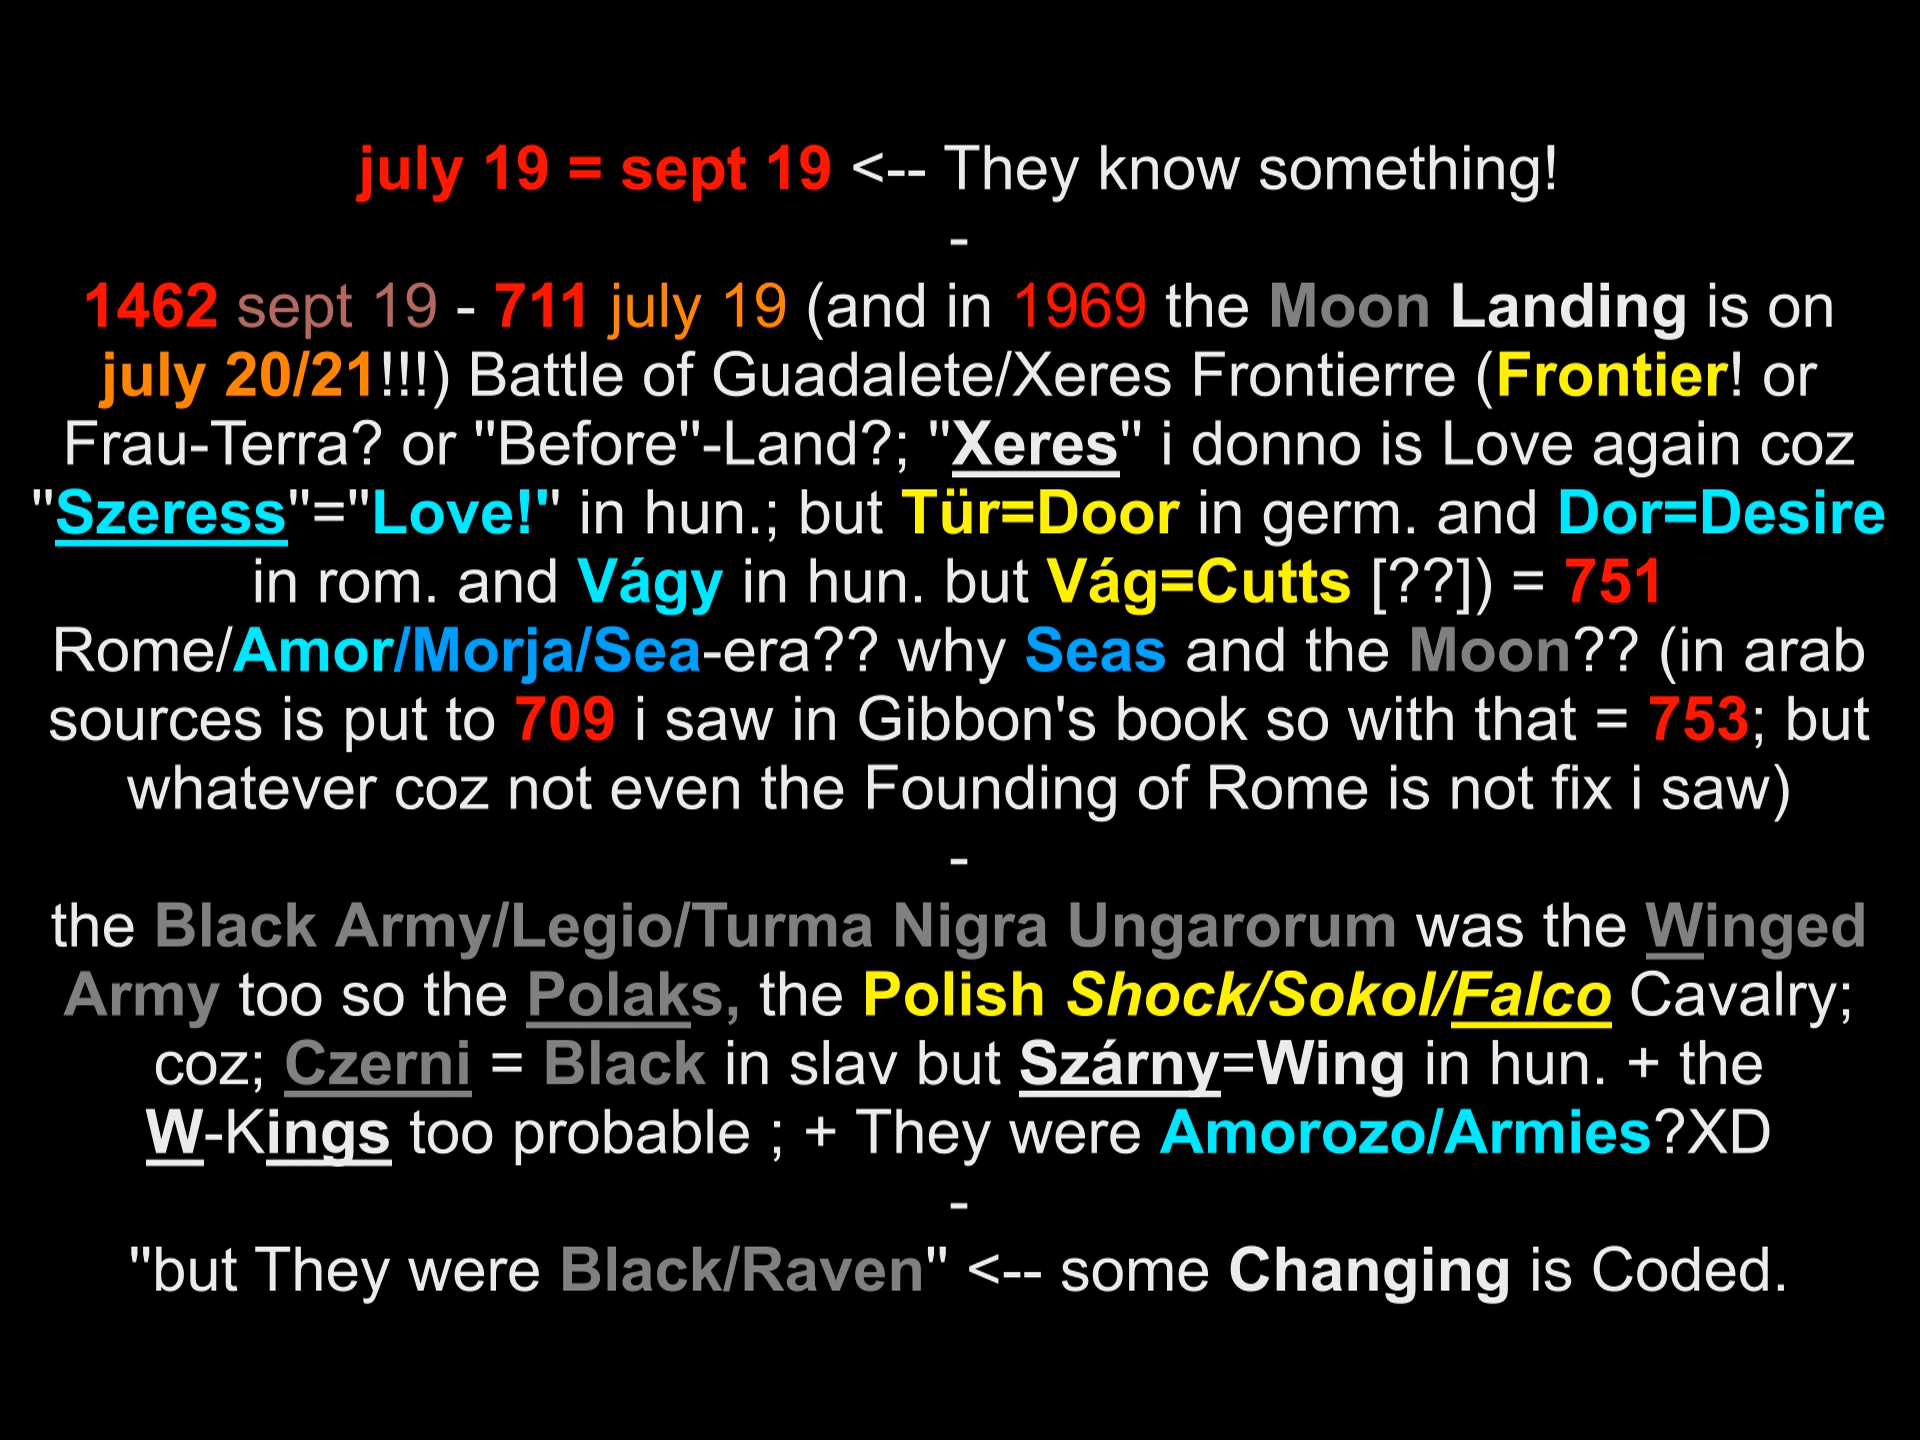 july 19 = sept 19 <-- They know something!
-
1462 sept 19 - 711 july 19 (and in 1969 the Moon Landing is on
july 20/21!!!) Battle of Guadalete/Xeres Frontierre (Frontier! or
Frau-Terra? or "Before"-Land?; "Xeres" i donno is Love again coz
"Szeress"="Love!" in hun.; but Tür=Door in germ. and Dor=Desire
in rom. and Vágy in hun. but Vág=Cutts [??]) = 751
Rome/Amor/Morja/Sea-era?? why Seas and the Moon?? (in arab
sources is put to 709 i saw in Gibbon's book so with that = 753; but
whatever coz not even the Founding of Rome is not fix i saw)
-
the Black Army/Legio/Turma Nigra Ungarorum was the Winged
Army too so the Polaks, the Polish Shock/Sokol/Falco Cavalry;
coz; Czerni = Black in slav but Szárny=Wing in hun. + the
W-Kings too probable ; + They were Amorozo/Armies?XD
-
"but They were Black/Raven" <-- some Changing is Coded.